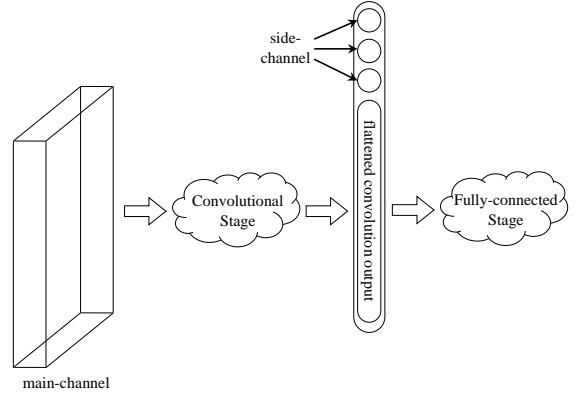 side-
channel
flattened convolution output
Convolutional
Stage
Fully-connected
Stage
main-channel